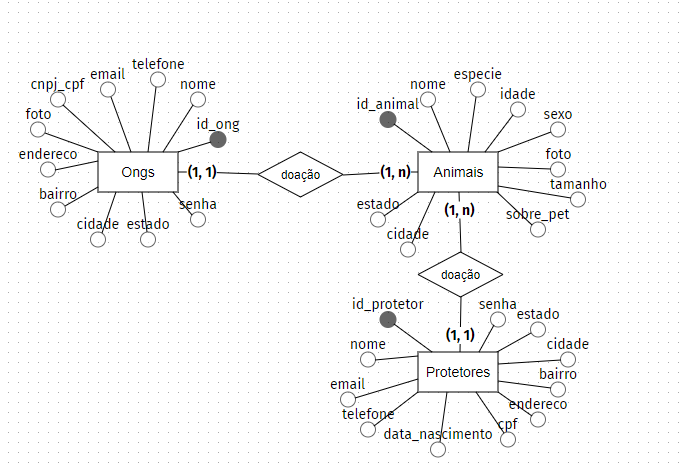 telefone
email
cnpj_cpf
nome
foto
id_ong
endereco
Ongs
(1, 1)
doação
bairro
senha
cidade
estado
especie
nome
idade
id_animal
sexo
(1, n)
Animais
foto
tamanho
estado
(1, n)
sobre_pet
cidade
doação
id_protetor
senha
estado
(1, 1)
nome
cidade
Protetores
bairro
email
endereco
telefone
cpf
data_nascimento